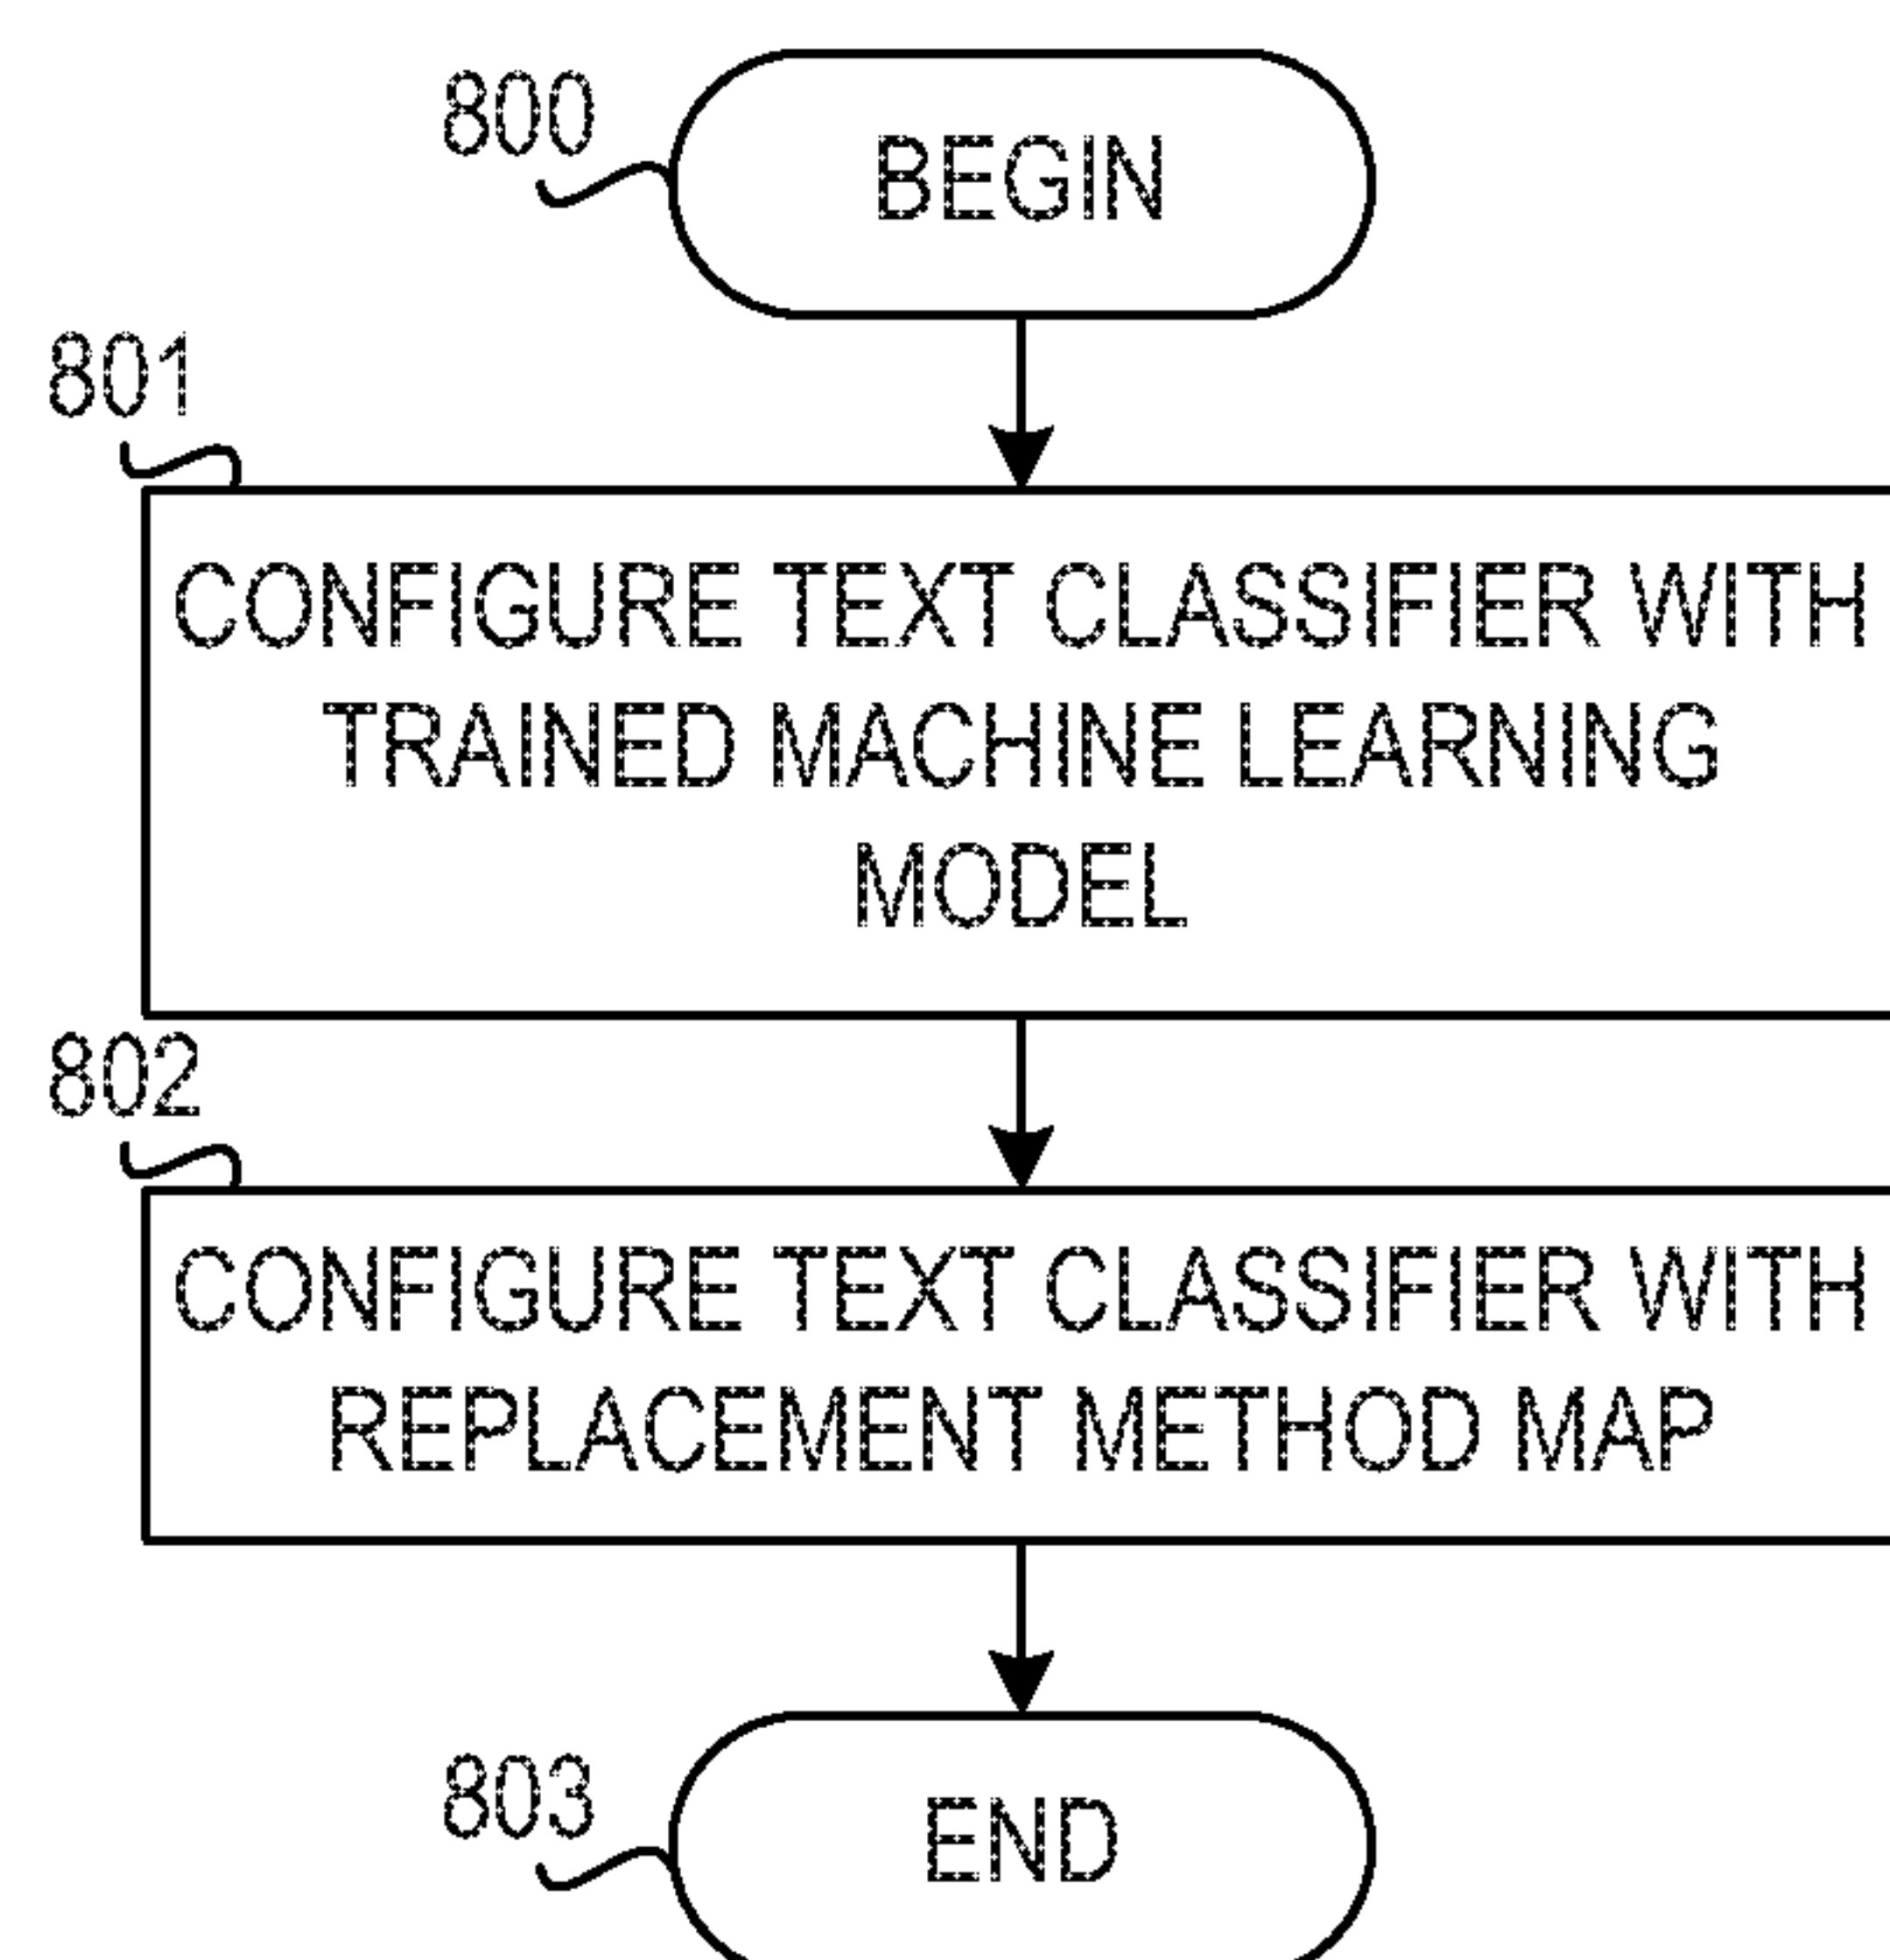 800
BEGIN
801
CONFIGURE TEXT CLASSIFIER WITH
TRAINED MACHINE LEARNING
MODEL
802
CONFIGURE TEXT CLASSIFIER WITH
REPLACEMENT METHOD MAP
803
END